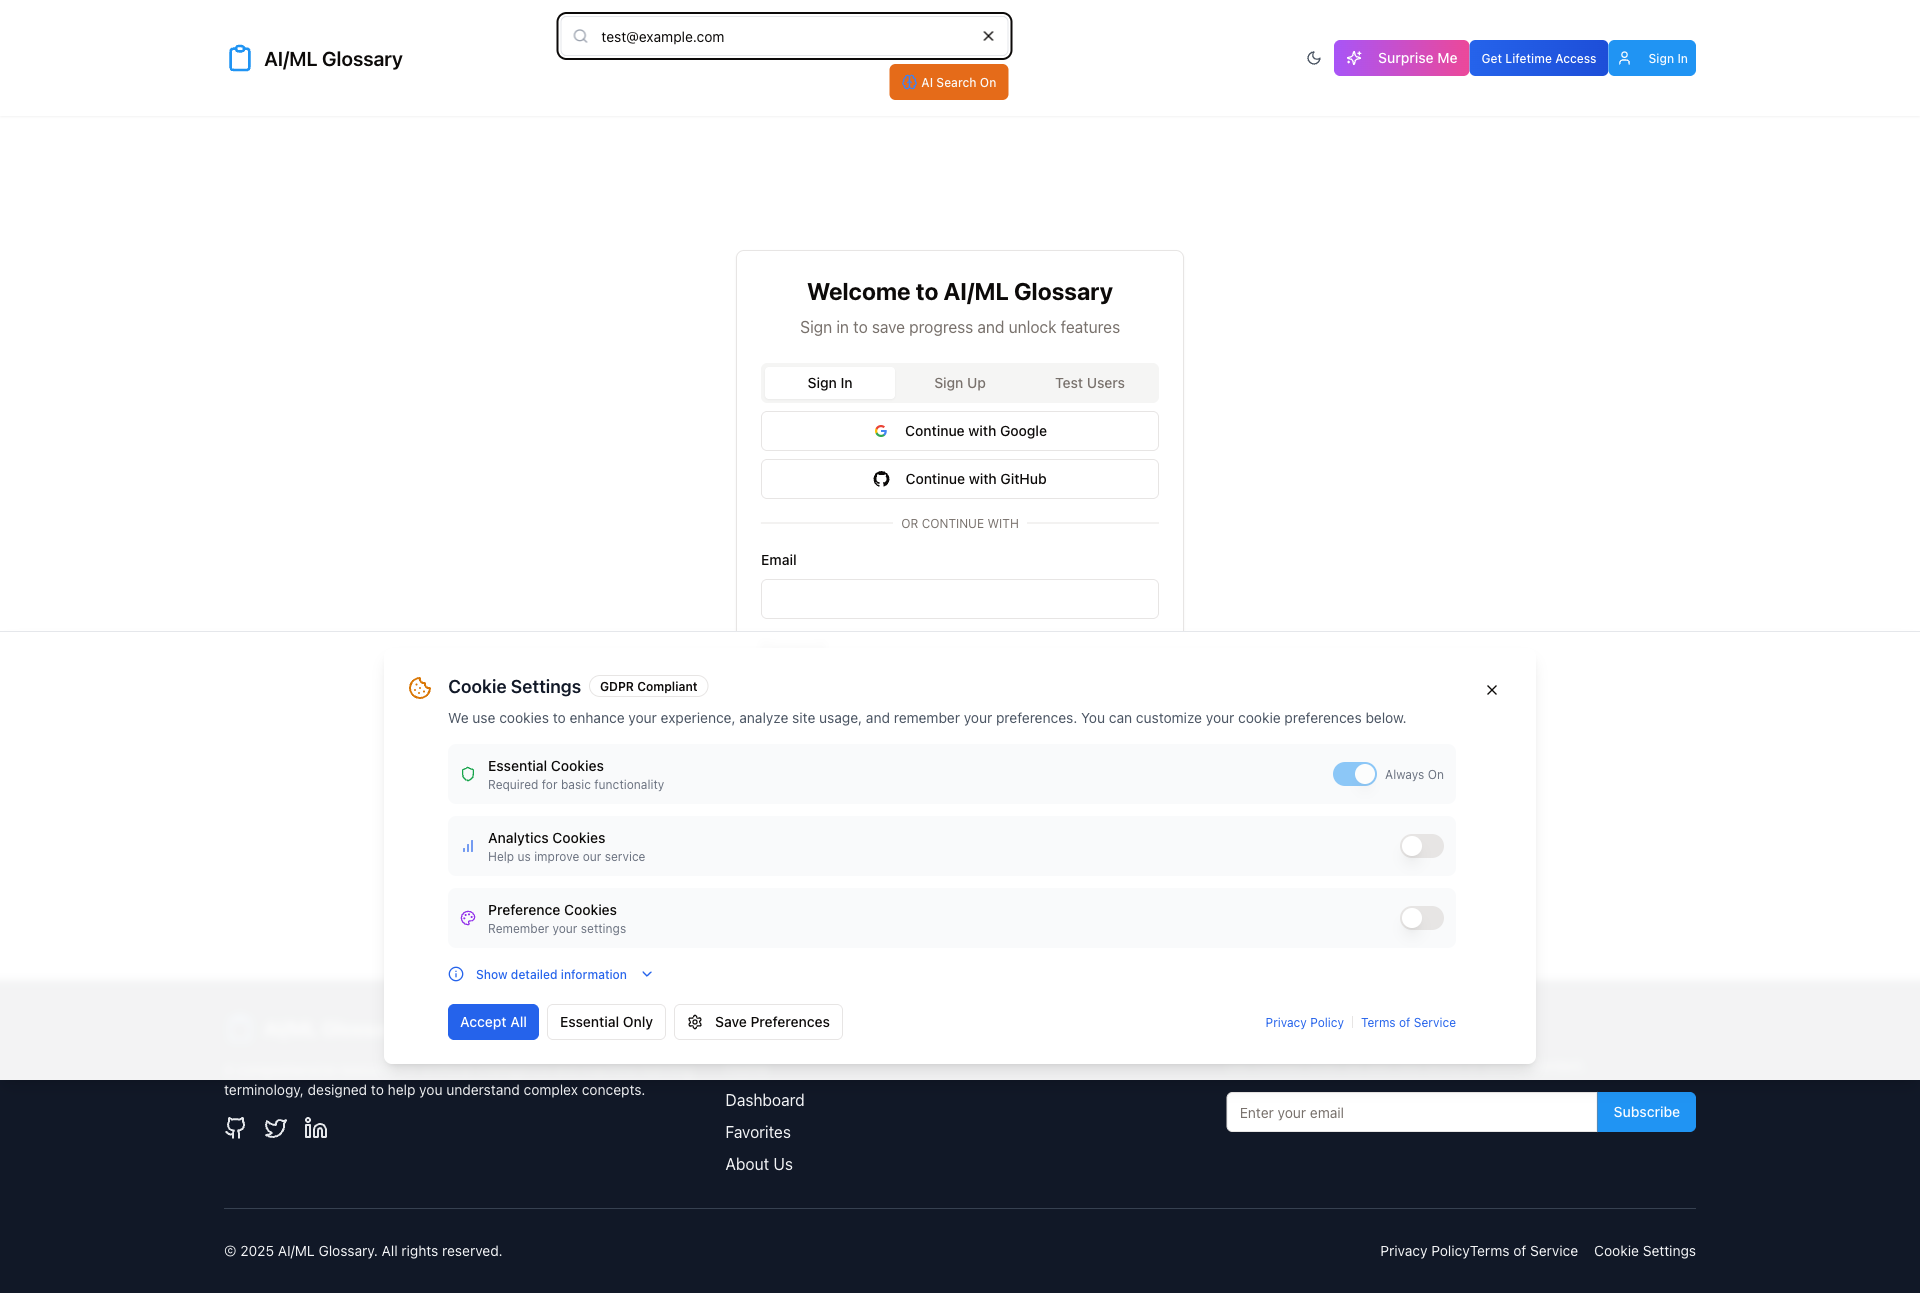 AI/ML Glossary
test@example.com
AI Search On
Surprise Me
Get Lifetime Access
Sign In
Welcome to AI/ML Glossary
Sign in to save progress and unlock features
Sign In
Sign Up
Test Users
Continue with Google
Continue with GitHub
OR CONTINUE WITH
Email
Cookie Settings
GDPR Compliant
We use cookies to enhance your experience, analyze site usage, and remember your preferences. You can customize your cookie preferences below.
Essential Cookies
Required for basic functionality
Always On
Analytics Cookies
Help us improve our service
Preference Cookies
Remember your settings
Show detailed information
Accept All
Essential Only
Save Preferences
Privacy Policy
Terms of Service
terminology, designed to help you understand complex concepts.
Dashboard
Favorites
About Us
Enter your email
Subscribe
© 2025 AI/ML Glossary. All rights reserved.
Privacy PolicyTerms of Service
Cookie Settings